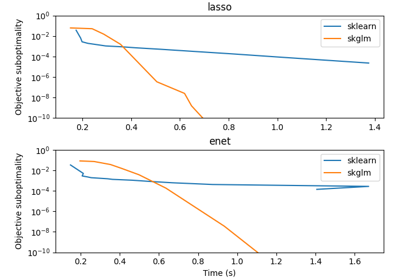 lasso
Objective suboptimality
10^0
10^-2
10^-4
10^-6
10^-8
10^-10
sklearn
skglm
0.2 0.4 0.6 0.8 1.0 1.2 1.4
enet
Objective suboptimality
10^0
10^-2
10^-4
10^-6
10^-8
10^-10
sklearn
skglm
0.2 0.4 0.6 0.8 1.0 1.2 1.4 1.6
Time (s)